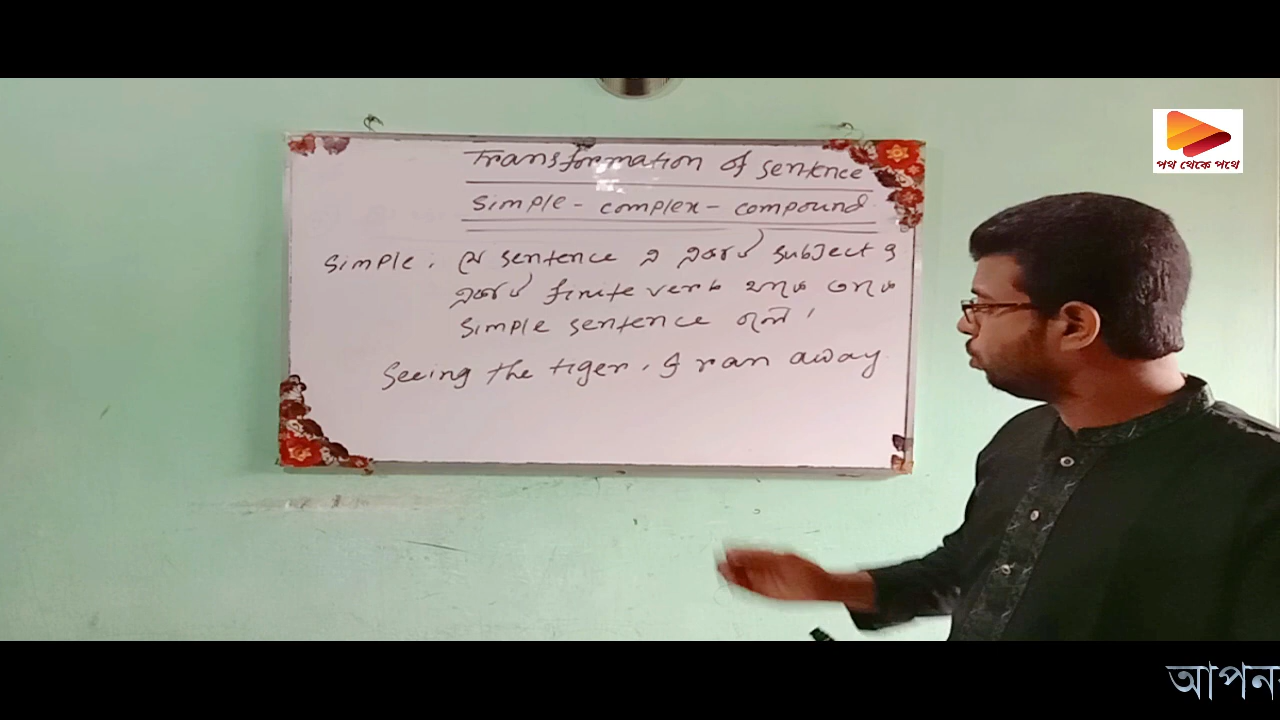 Transformation of sentence
simple - complex - compound
simple : যে sentence এ একটি subject ও
একটি finite verb থাকে তাকে
simple sentence বলে।
Seeing the tiger, I ran away
পথ থেকে পথে
আপন